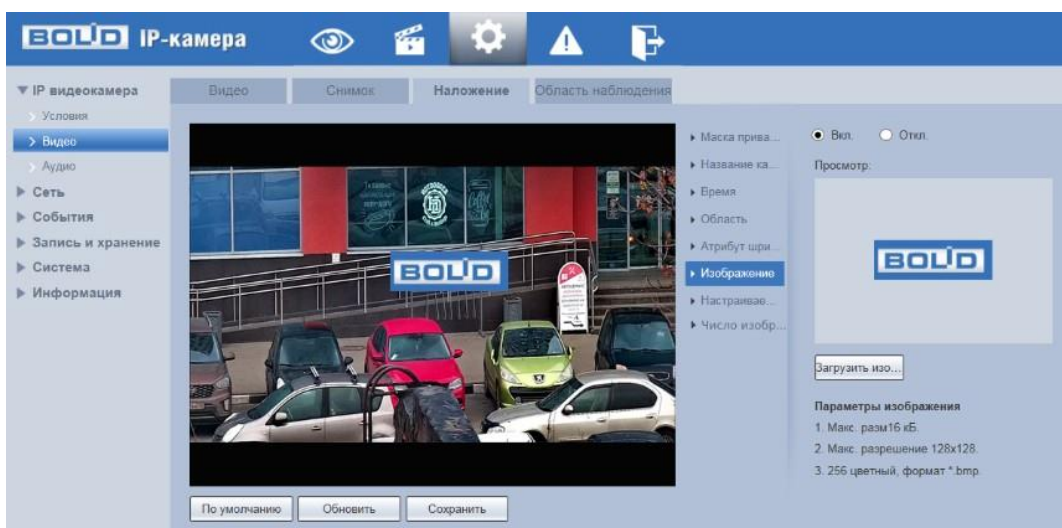 BOLID IP-камера
IP видеокамера
Условия
Видео
Аудио
Сеть
События
Запись и хранение
Система
Информация
Видео
Снимок
Наложение
Область наблюдения
BOLID
Маска прива...
Название ка...
Время
Область
Атрибут шри...
Изображение
Настраивае...
Число изобр...
По умолчанию
Обновить
Сохранить
Вкл. Откл.
Просмотр:
BOLID
Загрузить изо...
Параметры изображения
1. Макс. разм16 кБ.
2. Макс. разрешение 128x128.
3. 256 цветный, формат *.bmp.